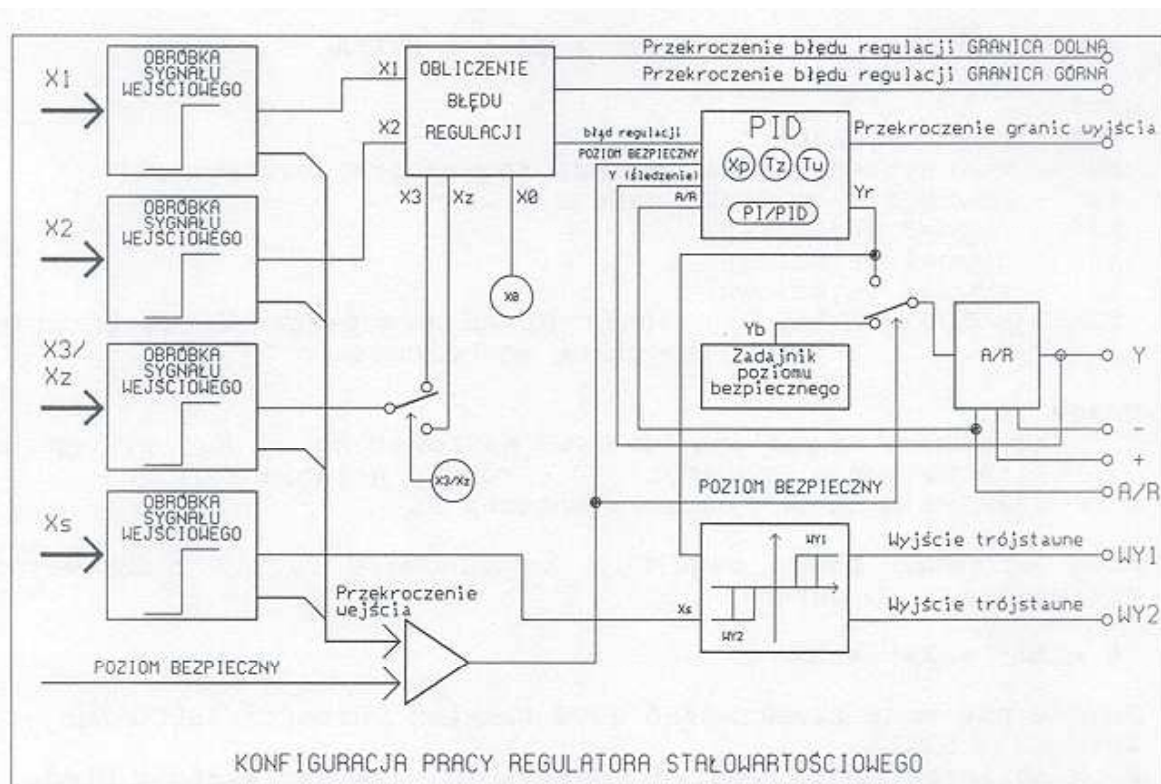 Przekroczenie błędu regulacji GRANICA DOLNA
Przekroczenie błędu regulacji GRANICA GÓRNA
X1
OBRÓBKA
SYGNAŁU
WEJŚCIOWEGO
X1
X2
OBLICZENIE
BŁĘDU
REGULACJI
X3
Xz
X0
X0
błąd regulacji
POZIOM BEZPIECZNY
Y (śledzenie)
A/R
PID
Xp
Tz
Tu
PI/PID
Yr
Przekroczenie granic wyjścia
X2
OBRÓBKA
SYGNAŁU
WEJŚCIOWEGO
X3/
Xz
OBRÓBKA
SYGNAŁU
WEJŚCIOWEGO
X3/Xz
Yb
Zadajnik
poziomu
bezpiecznego
A/R
Y
-
+
A/R
POZIOM BEZPIECZNY
Xs
OBRÓBKA
SYGNAŁU
WEJŚCIOWEGO
Przekroczenie
wejścia
POZIOM BEZPIECZNY
Xs
WY1
WY2
Wyjście trójstawne
WY1
Wyjście trójstawne
WY2
KONFIGURACJA PRACY REGULATORA STAŁOWARTOŚCIOWEGO